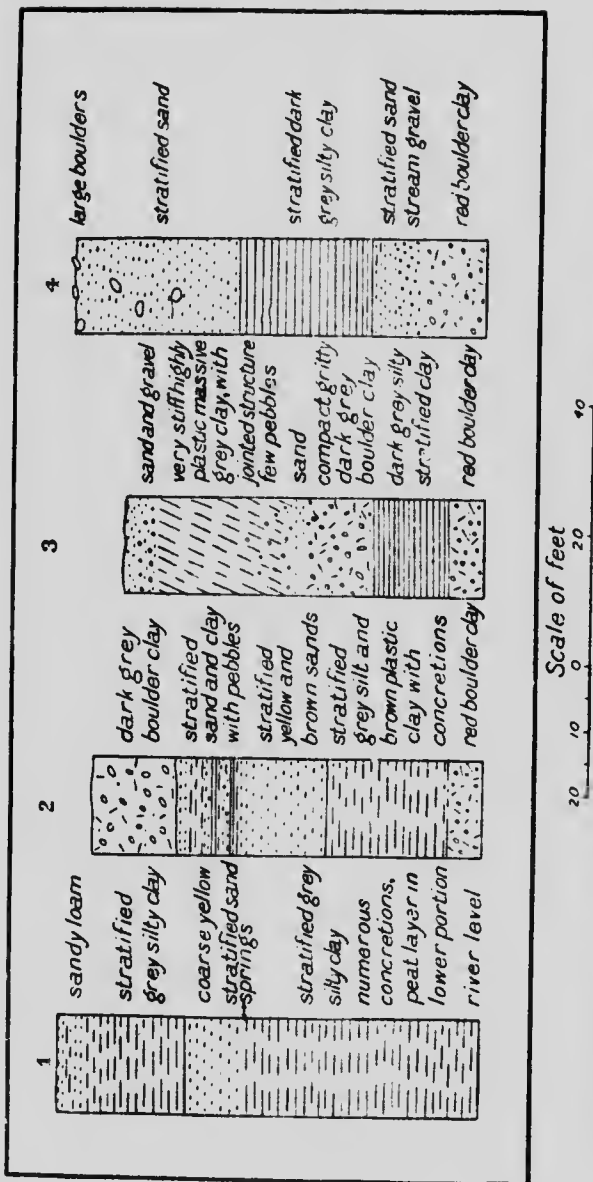 1
sandy loam
stratified
grey silty clay
coarse yellow
stratified sand
springs
stratified grey
silty clay
numerous
concretions,
peat layer in
lower portion
river level
2
dark grey
boulder clay
stratified
sand and clay
with pebbles
stratified
yellow and
brown sands
stratified
grey silt and
brown plastic
clay with
concretions
red boulder clay
3
sand and gravel
very stiff highly
plastic massive
grey clay, with
jointed structure
few pebbles
sand
compact gritty
dark grey
boulder clay
dark grey silty
stratified clay
red boulder clay
4
large boulders
stratified sand
stratified dark
grey silty clay
stratified sand
stream gravel
red boulder clay
Scale of feet
20 10 0 20 40